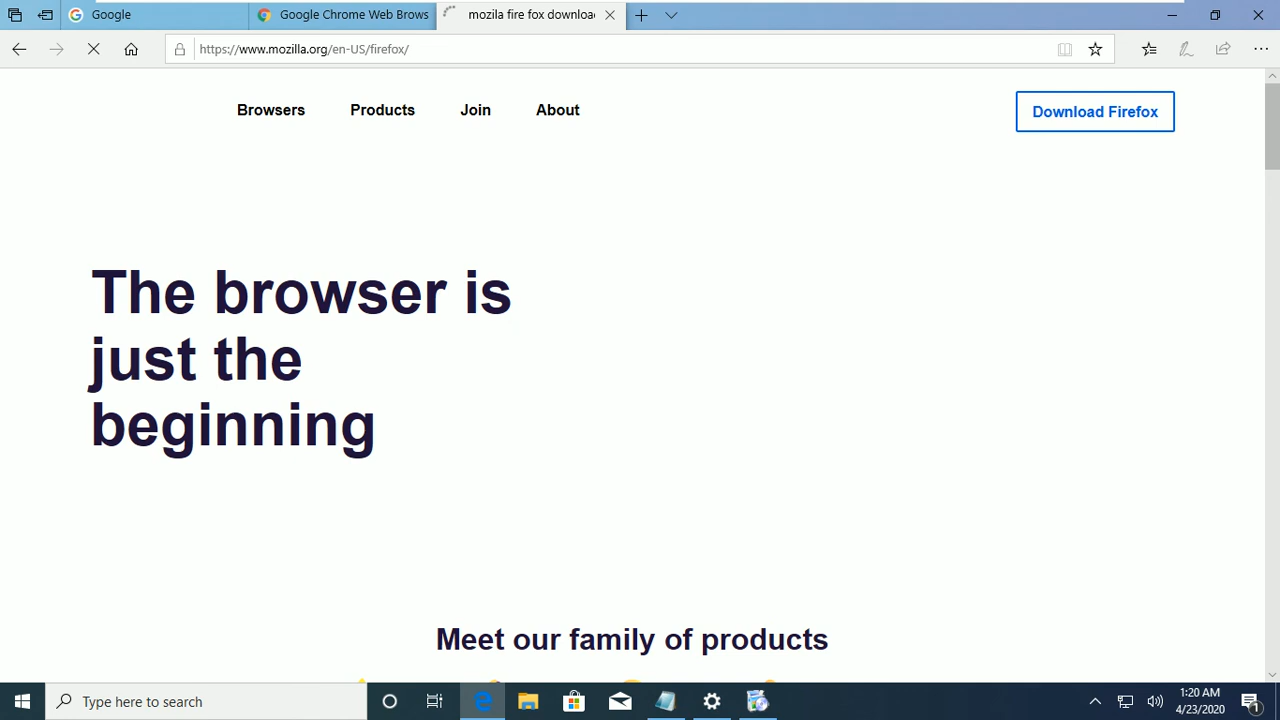 Google
Google Chrome Web Brows
mozila fire fox downloa
https://www.mozilla.org/en-US/firefox/
Browsers Products Join About
Download Firefox
The browser is
just the
beginning
Meet our family of products
Type here to search
1:20 AM
4/23/2020
1